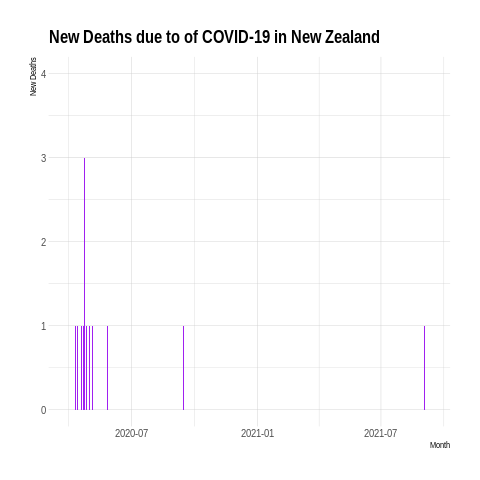 New Deaths due to of COVID-19 in New Zealand
New Deaths
4
3
2
1
0
2020-07
2021-01
2021-07
Month